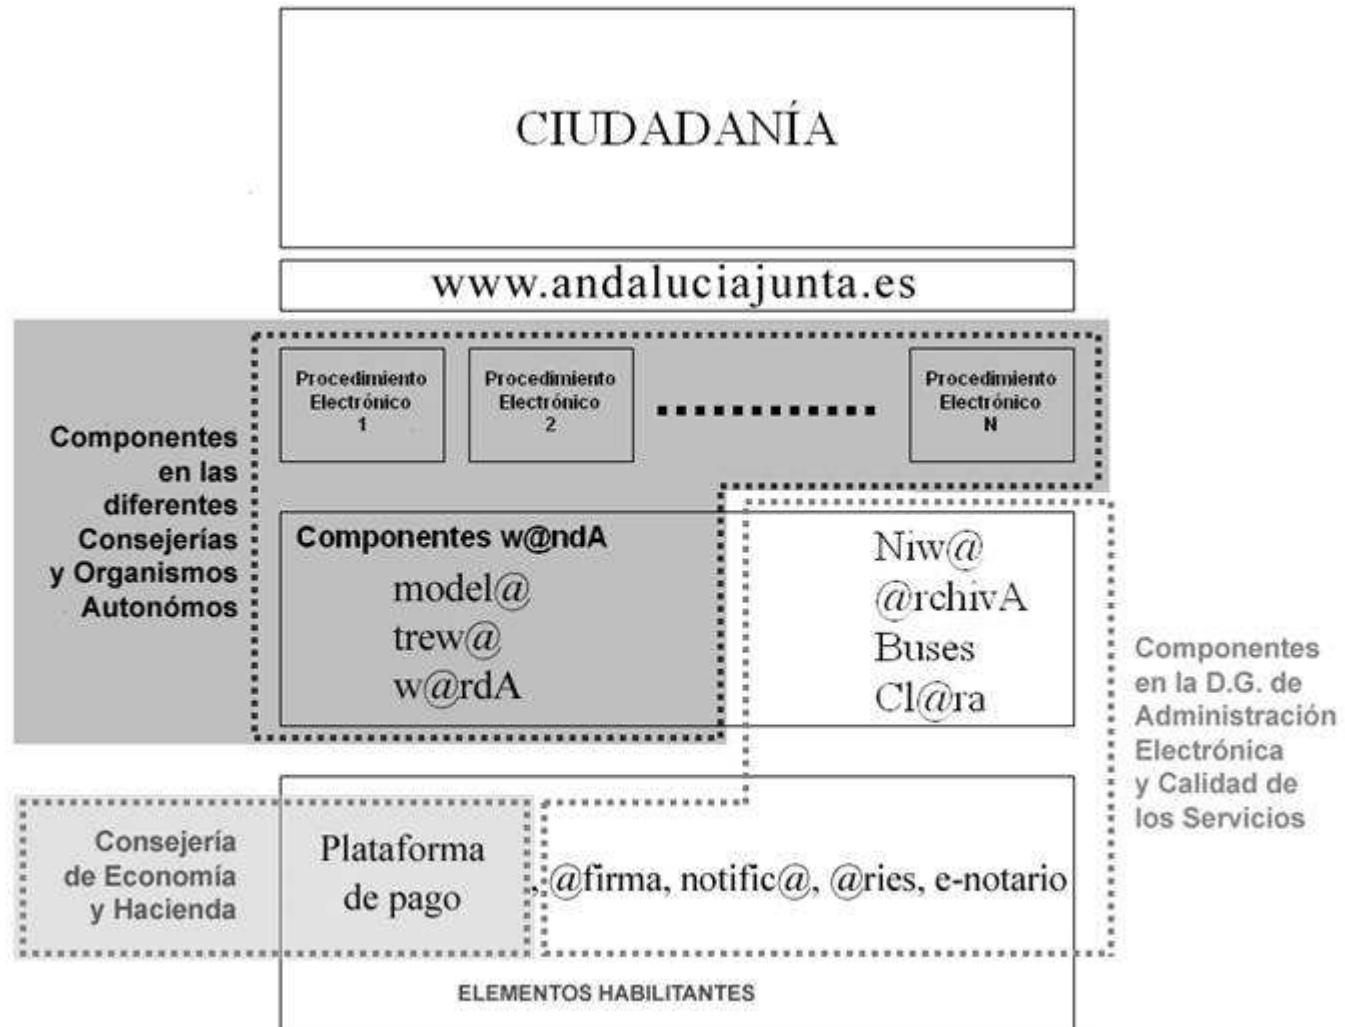 CIUDADANÍA
www.andaluciajunta.es
Procedimiento
Electrónico
1
Procedimiento
Electrónico
2
Procedimiento
Electrónico
N
Componentes
en las
diferentes
Consejerías
y Organismos
Autonómos
Componentes w@ndA
model@
trew@
w@rdA
Niw@
@rchivA
Buses
Cl@ra
Componentes
en la D.G. de
Administración
Electrónica
y Calidad de
los Servicios
Consejería
de Economía
y Hacienda
Plataforma
de pago
, @firma, notific@, @ries, e-notario
ELEMENTOS HABILITANTES